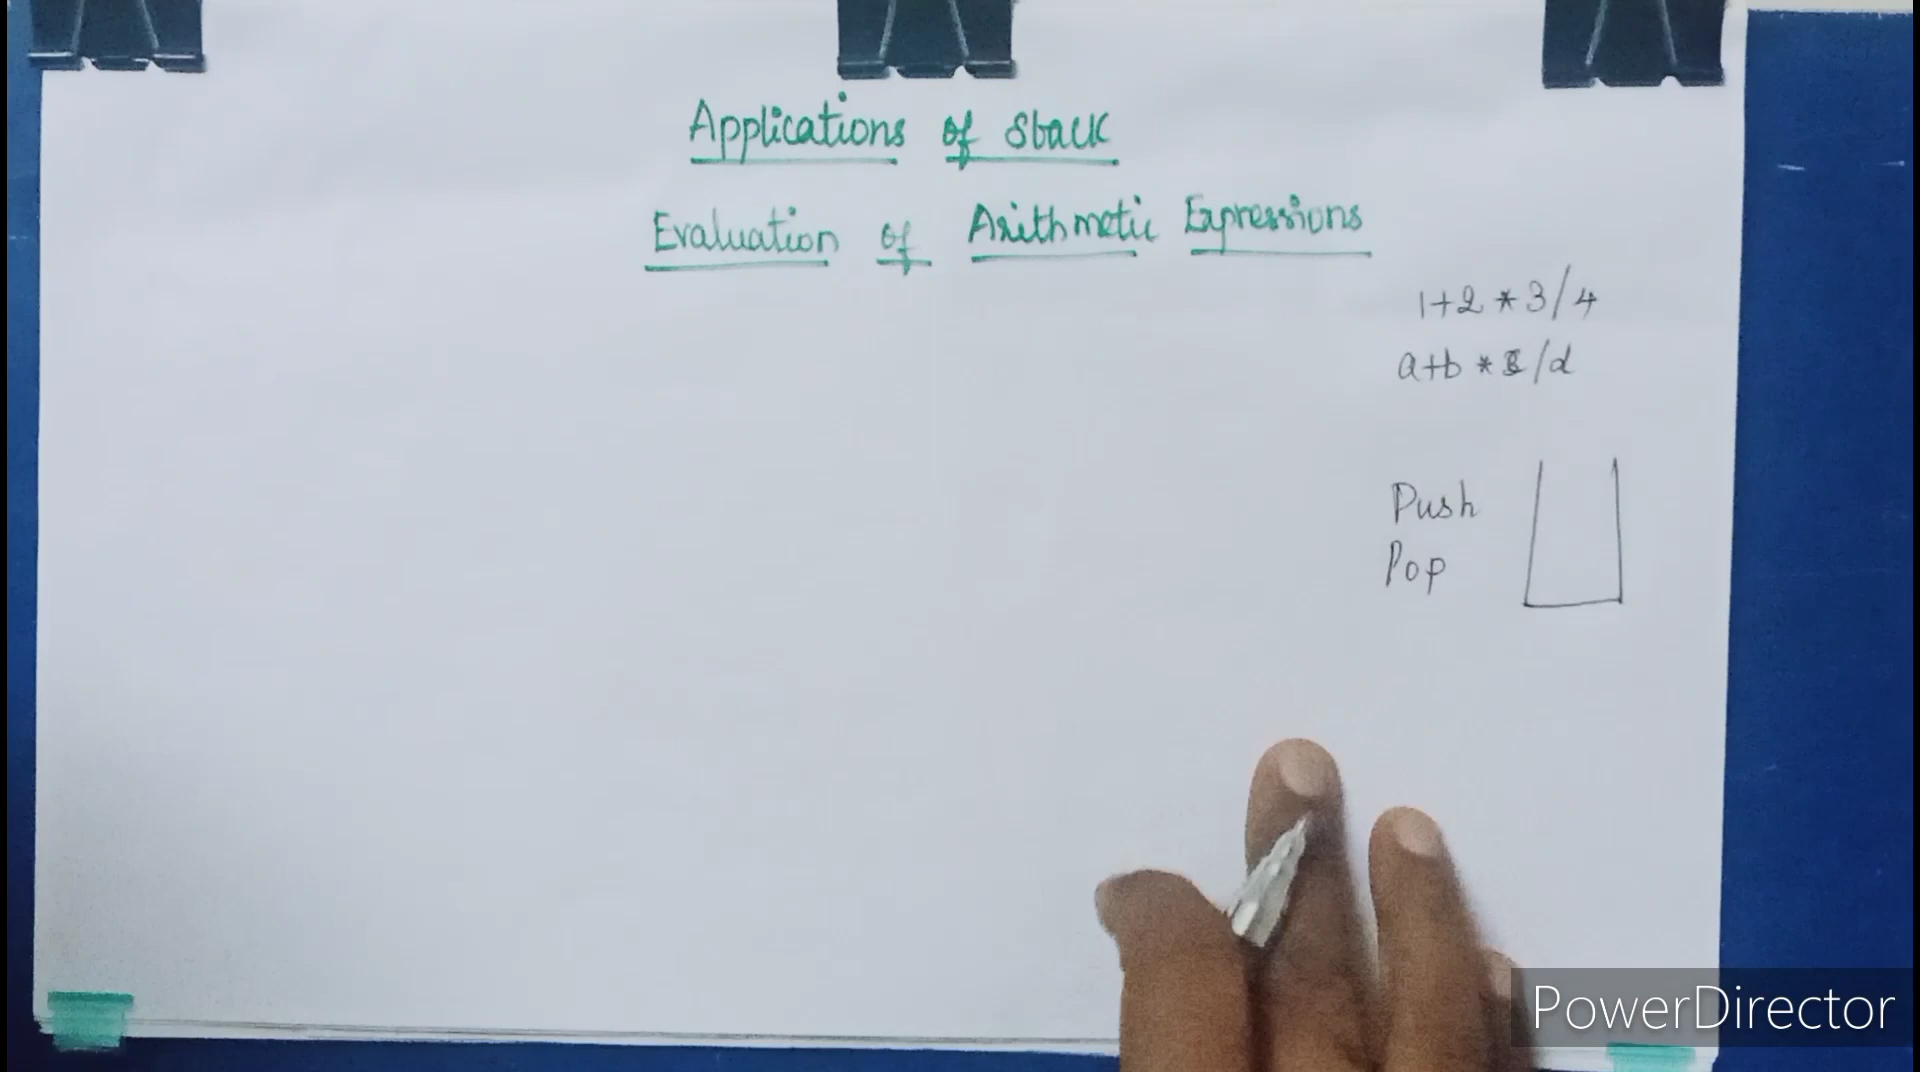 Applications of Stack
Evaluation of Arithmetic Expressions
1+2*3/4
a+b*c/d
Push
Pop
PowerDirector